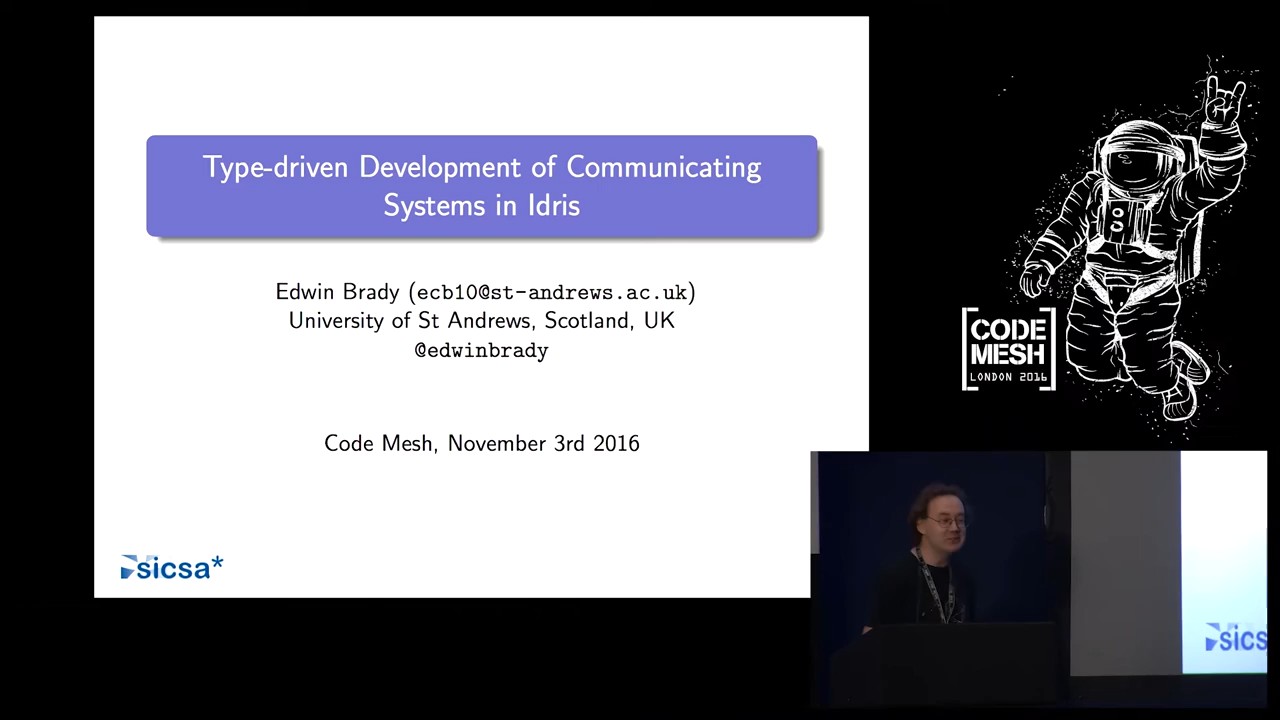 Type-driven Development of Communicating
Systems in Idris
Edwin Brady (ecb10@st-andrews.ac.uk)
University of St Andrews, Scotland, UK
@edwinbrady
Code Mesh, November 3rd 2016
sicsa*
CODE
MESH
LONDON 2016
sics